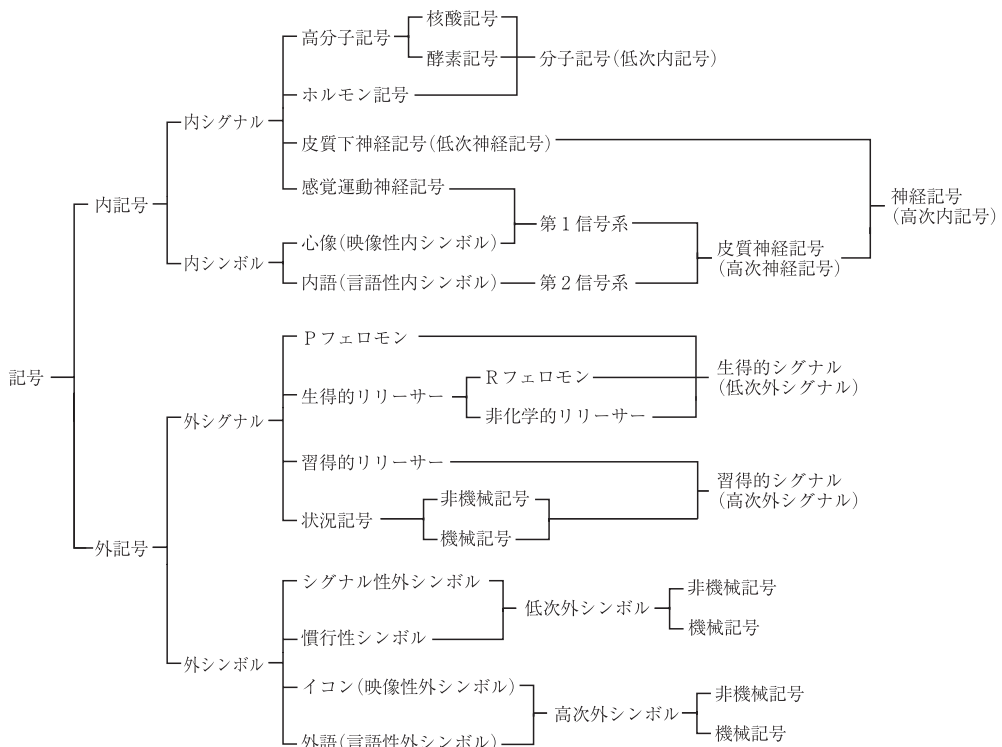 核酸記号
高分子記号
酵素記号
分子記号(低次内記号)
ホルモン記号
内シグナル
皮質下神経記号(低次神経記号)
感覚運動神経記号
神経記号
(高次内記号)
内記号
第1信号系
心像(映像性内シンボル)
皮質神経記号
(高次神経記号)
内シンボル
内語(言語性内シンボル)
第2信号系
Pフェロモン
生得的シグナル
(低次外シグナル)
記号
Rフェロモン
生得的リリーサー
非化学的リリーサー
外シグナル
習得的リリーサー
習得的シグナル
(高次外シグナル)
非機械記号
状況記号
機械記号
外記号
シグナル性外シンボル
非機械記号
低次外シンボル
機械記号
慣行性シンボル
外シンボル
イコン(映像性外シンボル)
非機械記号
高次外シンボル
機械記号
外語(言語性外シンボル)